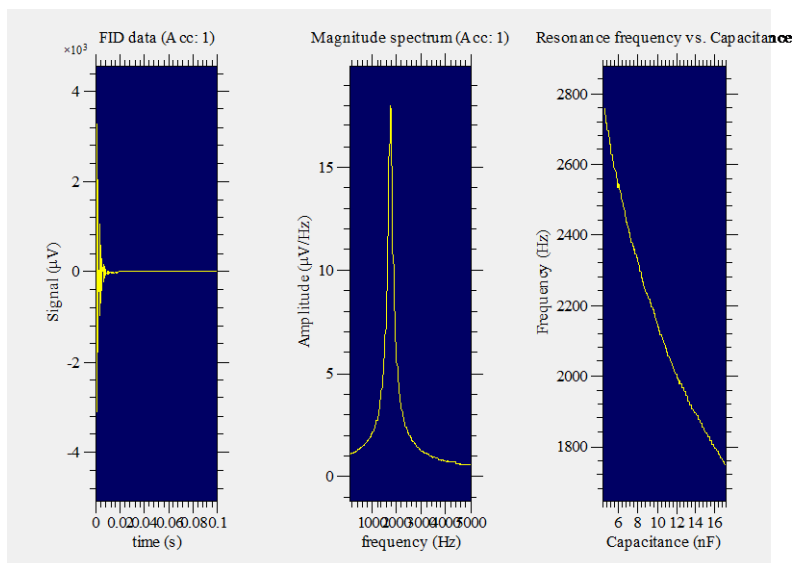 FID data (Acc: 1)
×10³
4
2
0
-2
-4
Signal (µV)
0 0.02 0.04 0.06 0.08 0.1
time (s)
Magnitude spectrum (Acc: 1)
15
10
5
0
Amplitude (µV/Hz)
1000 2000 3000 4000 5000
frequency (Hz)
Resonance frequency vs. Capacitance
2800
2600
2400
2200
2000
1800
Frequency (Hz)
6 8 10 12 14 16
Capacitance (nF)